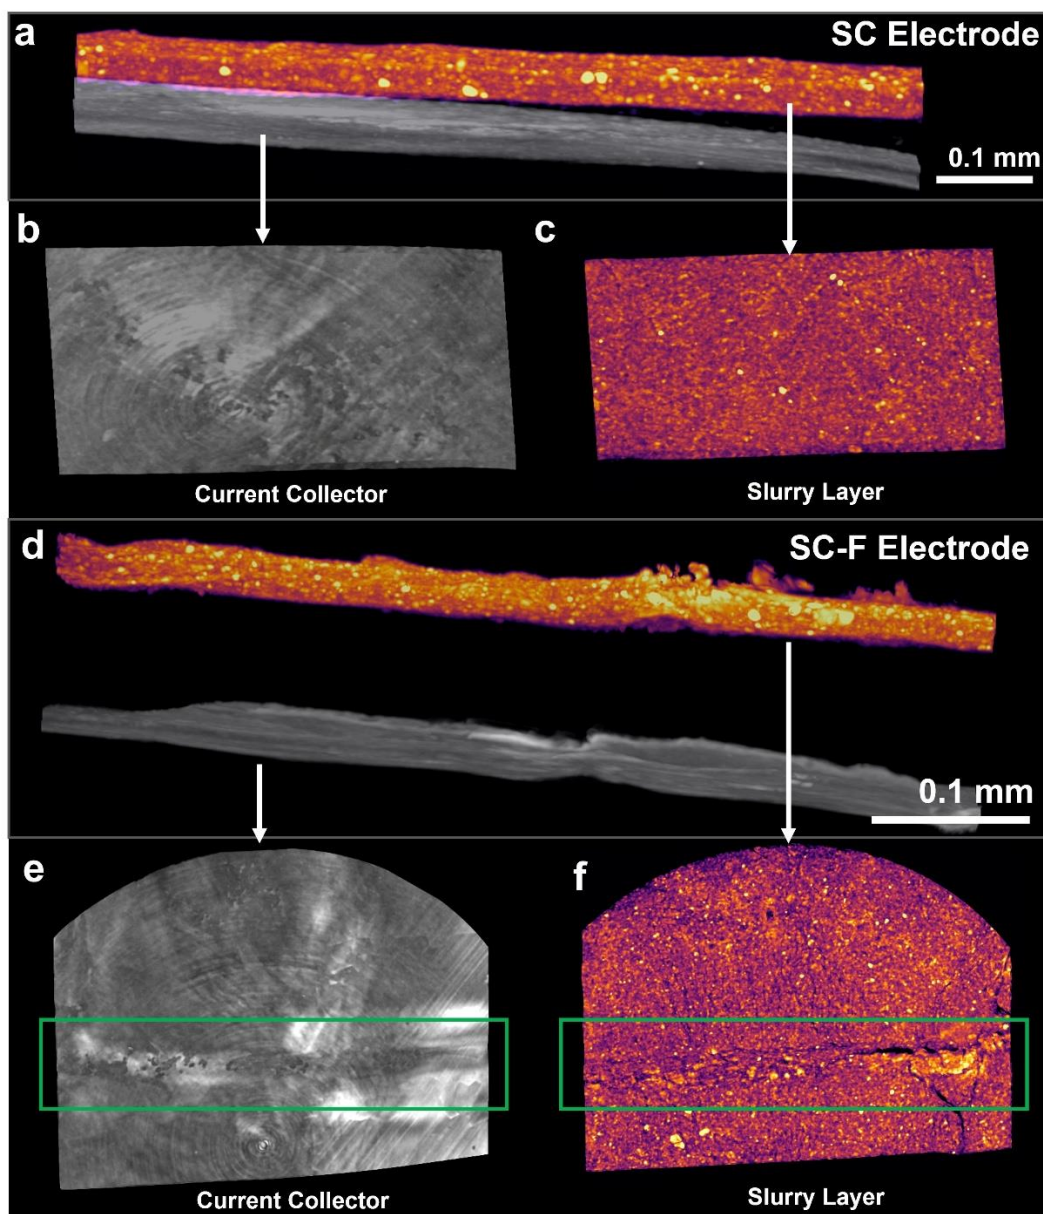 a
SC Electrode
0.1 mm
b
c
Current Collector
Slurry Layer
d
SC-F Electrode
0.1 mm
e
f
Current Collector
Slurry Layer